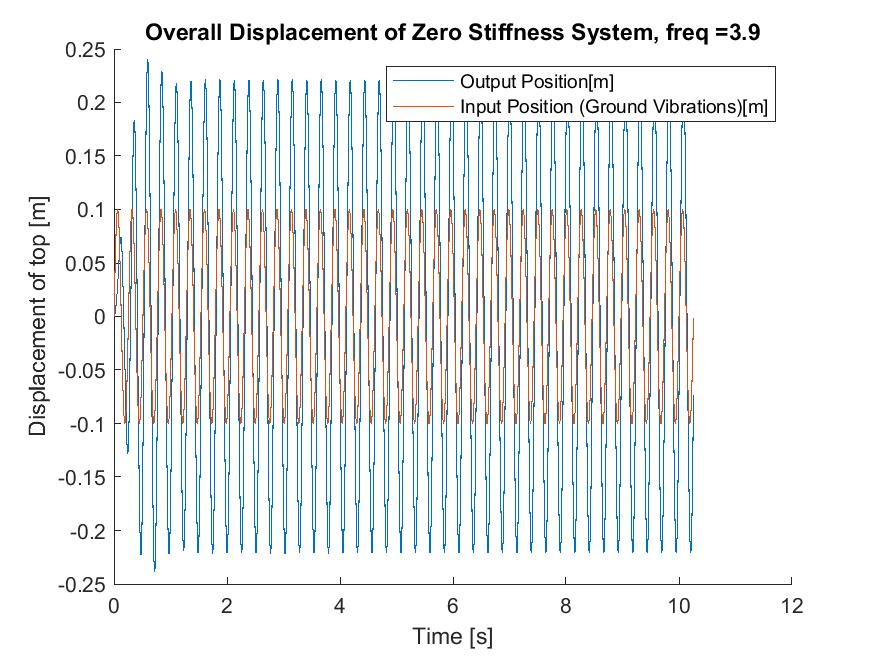 Overall Displacement of Zero Stiffness System, freq =3.9
Output Position[m]
Input Position (Ground Vibrations)[m]
Displacement of top [m]
0.25
0.2
0.15
0.1
0.05
0
-0.05
-0.1
-0.15
-0.2
-0.25
0 2 4 6 8 10 12
Time [s]